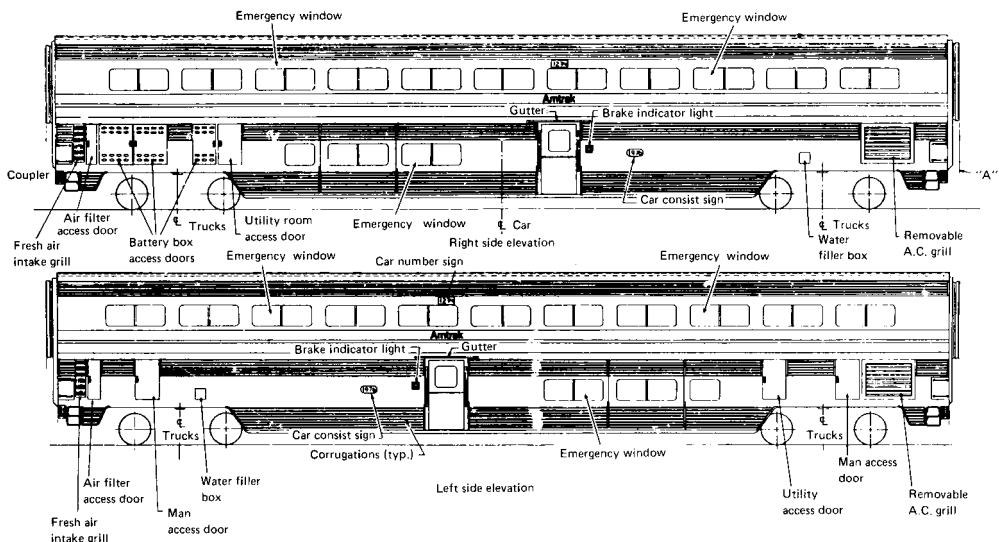 Emergency window
Emergency window
Amtrak
Gutter
Brake indicator light
Coupler
"A"
Car consist sign
Air filter
access door
Fresh air
intake grill
Battery box
access doors
℄ Trucks
Utility room
access door
Emergency window
℄ Car
Right side elevation
℄ Trucks
Water
filler box
Removable
A.C. grill
Emergency window
Car number sign
Emergency window
Amtrak
Brake indicator light
Gutter
℄
Trucks
Car consist sign
Corrugations (typ.)
Emergency window
℄
Trucks
Air filter
access door
Fresh air
intake grill
Man
access door
Water filler
box
Left side elevation
Utility
access door
Man access
door
Removable
A.C. grill